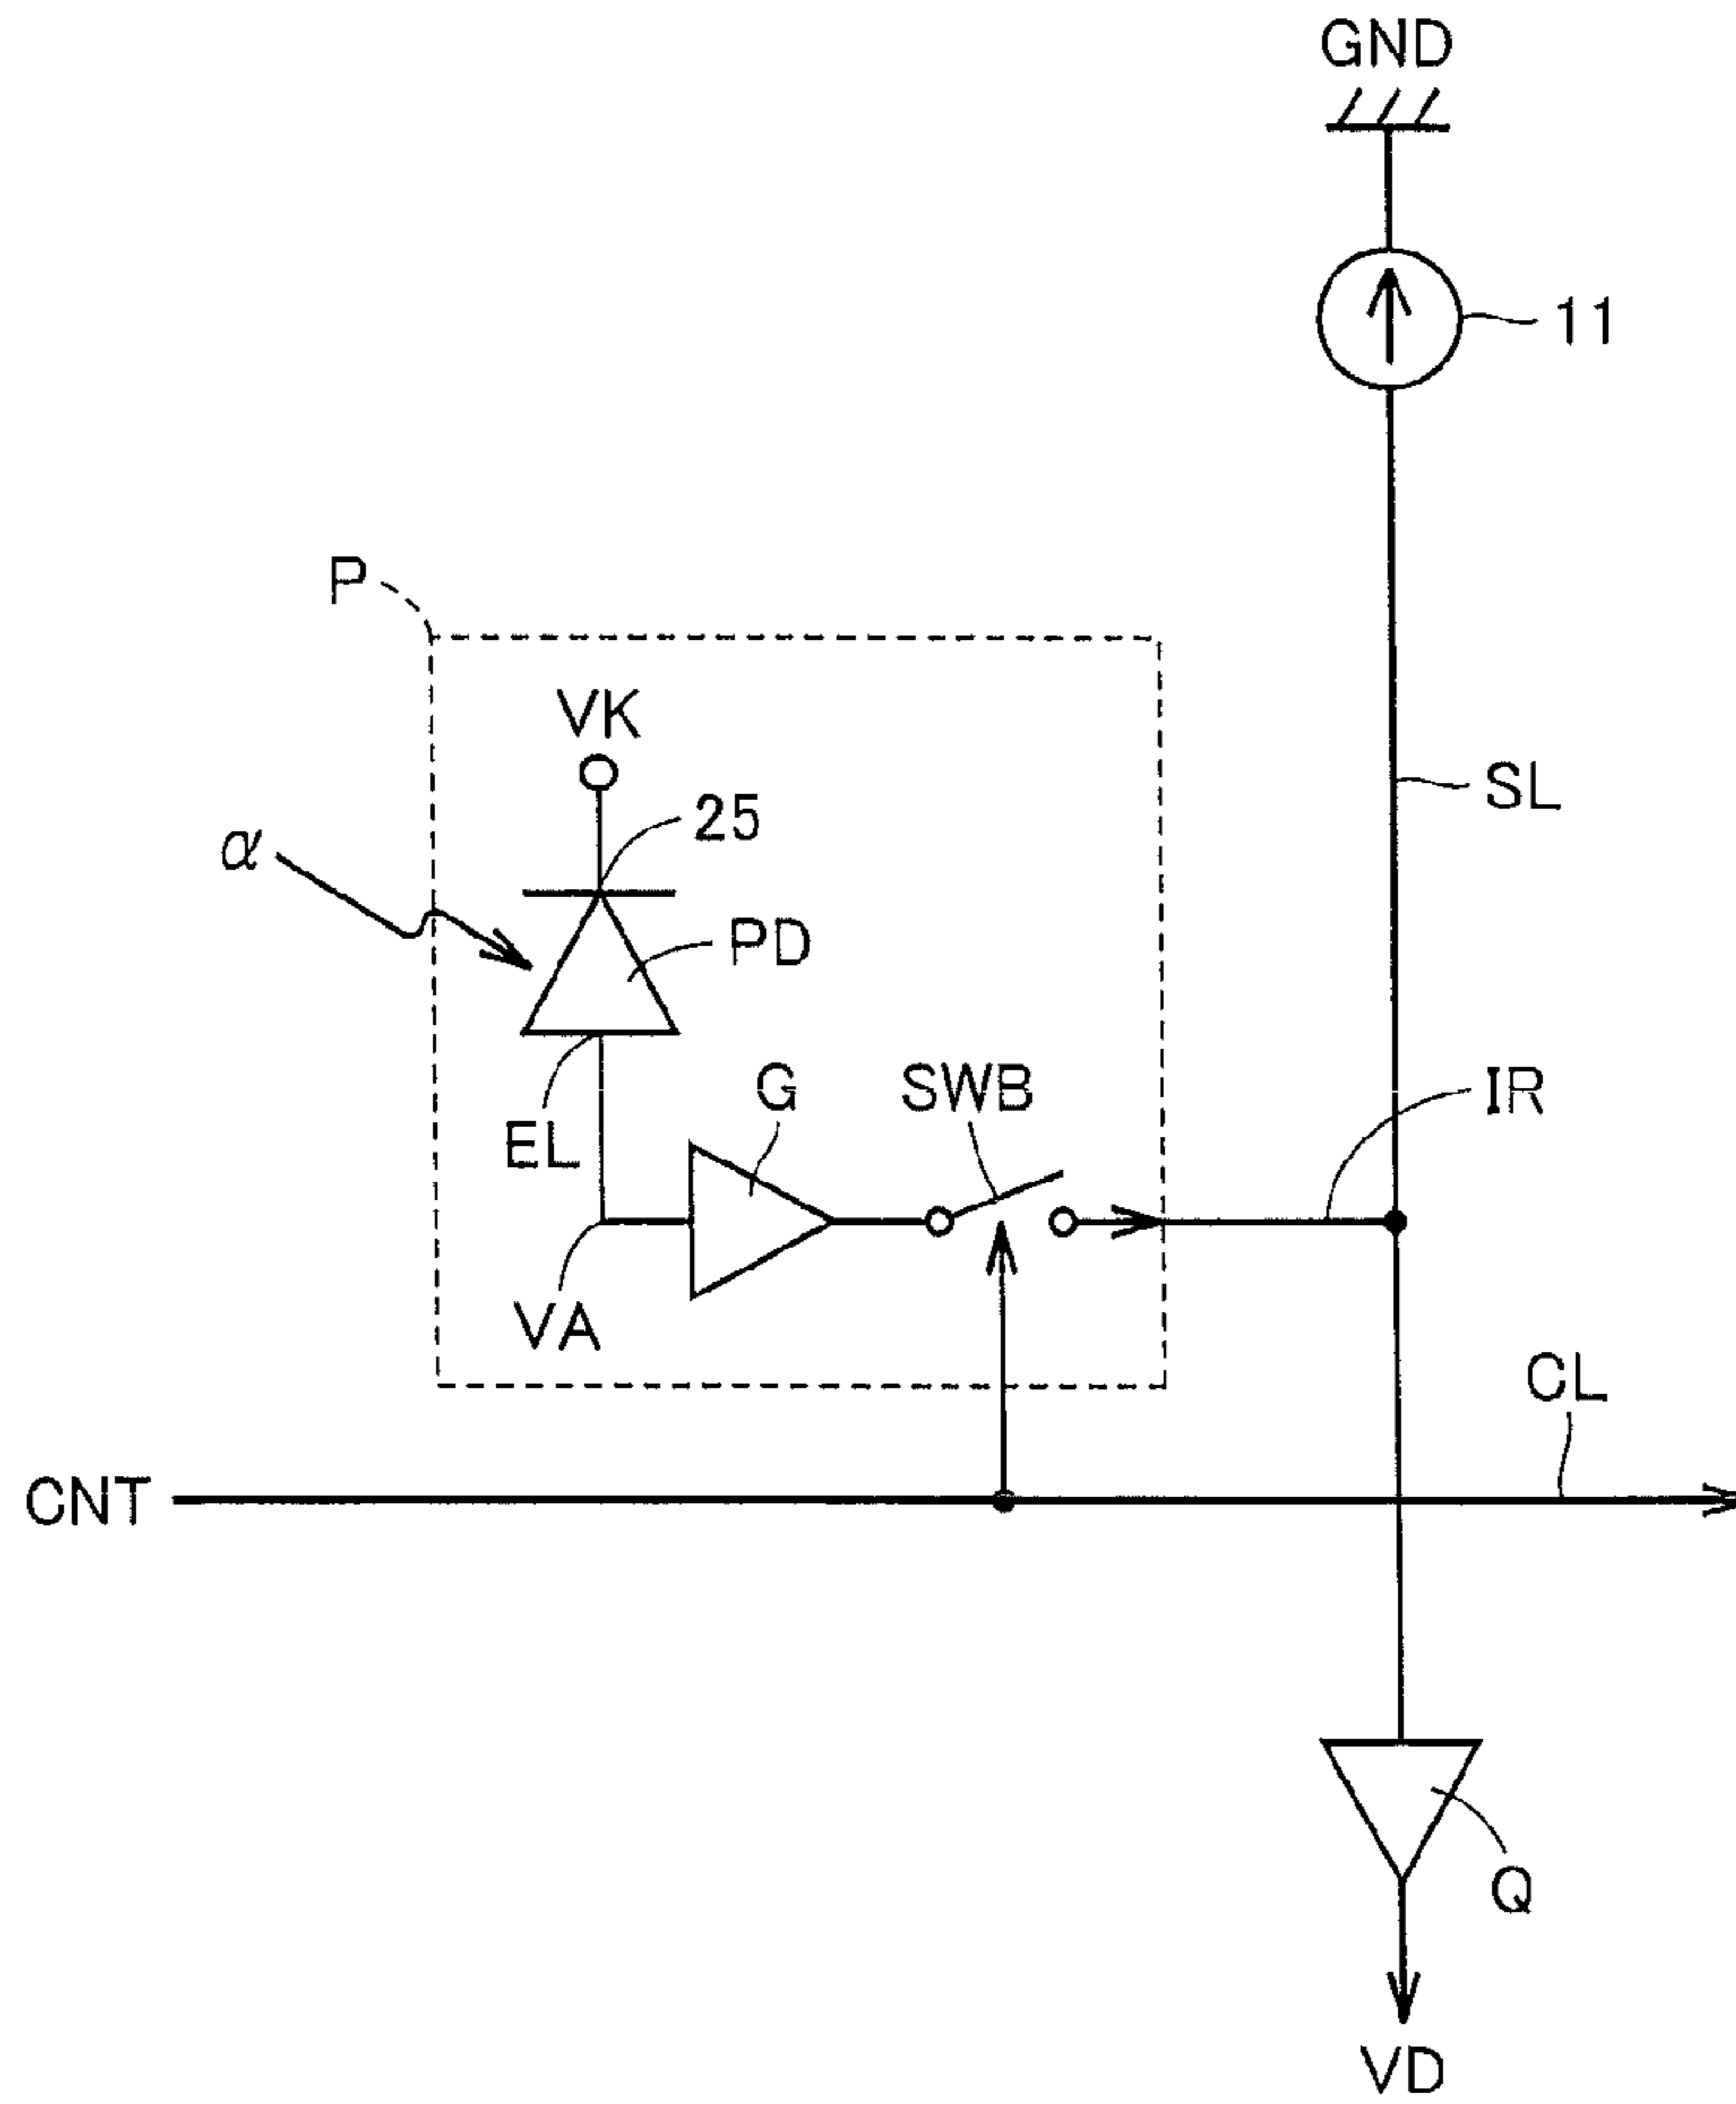 GND
11
P
VK
25
SL
α
PD
G
SWB
IR
EL
VA
CL
CNT
Q
VD